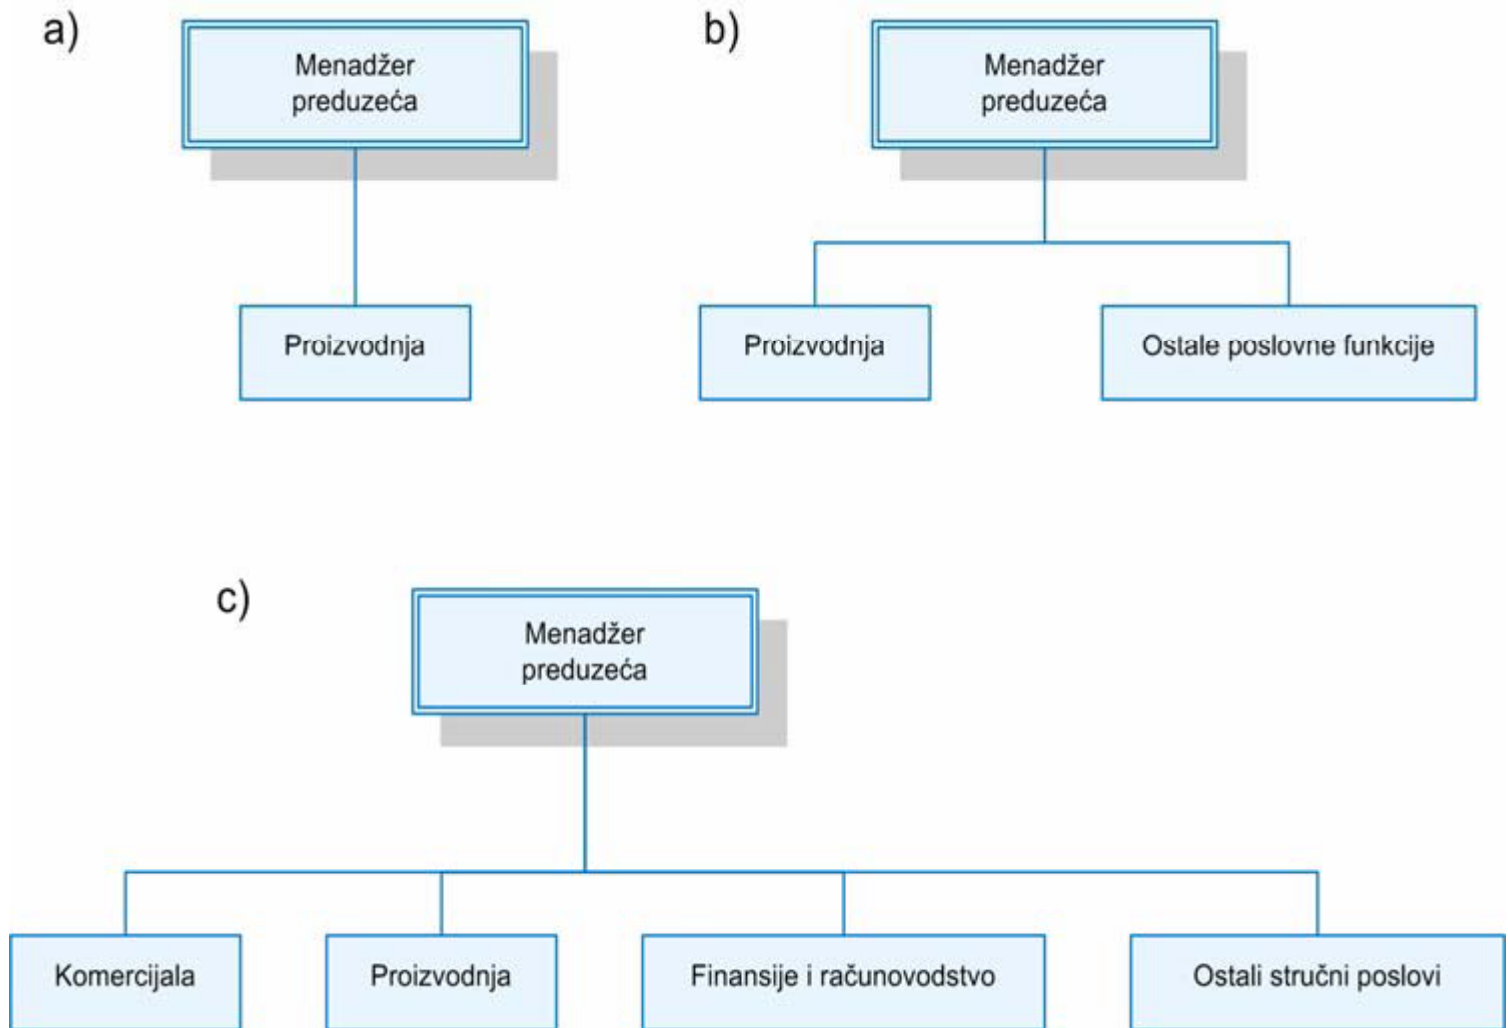 a)
Menadžer
preduzeća
Proizvodnja
b)
Menadžer
preduzeća
Proizvodnja
Ostale poslovne funkcije
c)
Menadžer
preduzeća
Komercijala
Proizvodnja
Finansije i računovodstvo
Ostali stručni poslovi